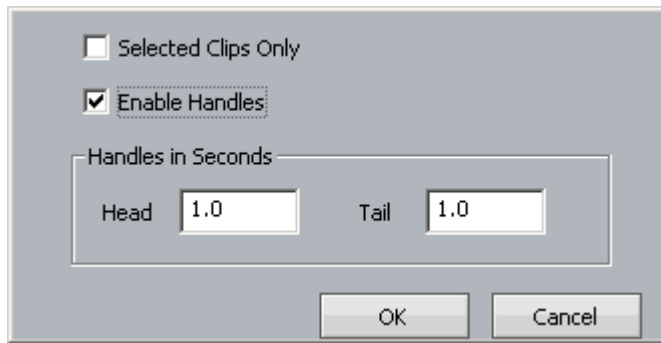 Selected Clips Only
Enable Handles
Handles in Seconds
Head 1.0 Tail 1.0
OK Cancel